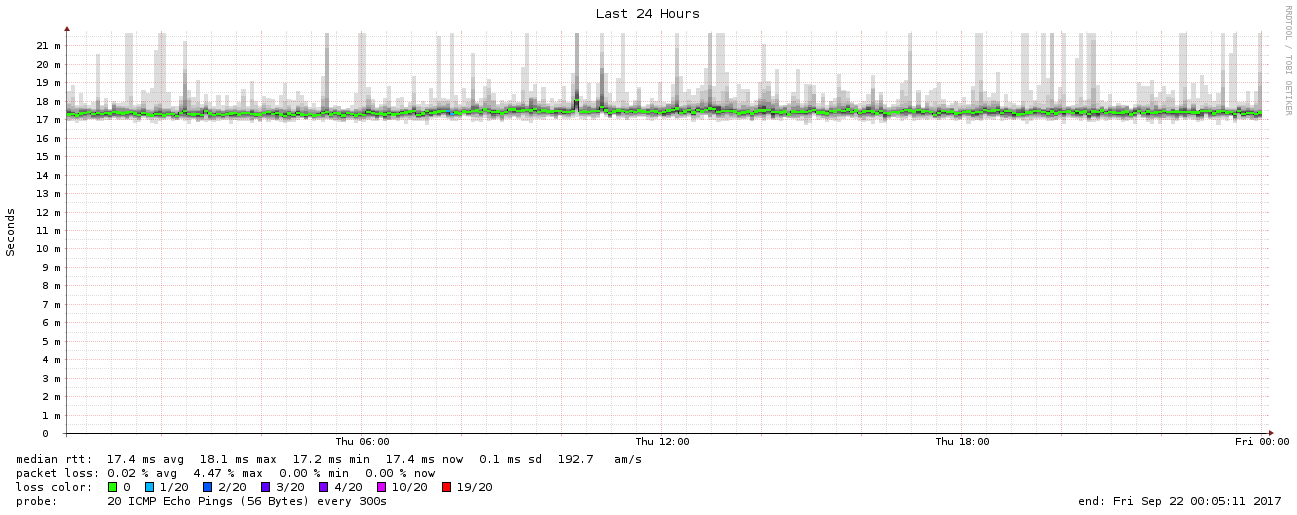 Last 24 Hours
RRDTOOL / TOBI OETIKER
Seconds
21 m
20 m
19 m
18 m
17 m
16 m
15 m
14 m
13 m
12 m
11 m
10 m
9 m
8 m
7 m
6 m
5 m
4 m
3 m
2 m
1 m
0
Thu 06:00 Thu 12:00 Thu 18:00 Fri 00:00
median rtt: 17.4 ms avg 18.1 ms max 17.2 ms min 17.4 ms now 0.1 ms sd 192.7 am/s
packet loss: 0.02 % avg 4.47 % max 0.00 % min 0.00 % now
loss color: 0 1/20 2/20 3/20 4/20 10/20 19/20
probe: 20 ICMP Echo Pings (56 Bytes) every 300s end: Fri Sep 22 00:05:11 2017